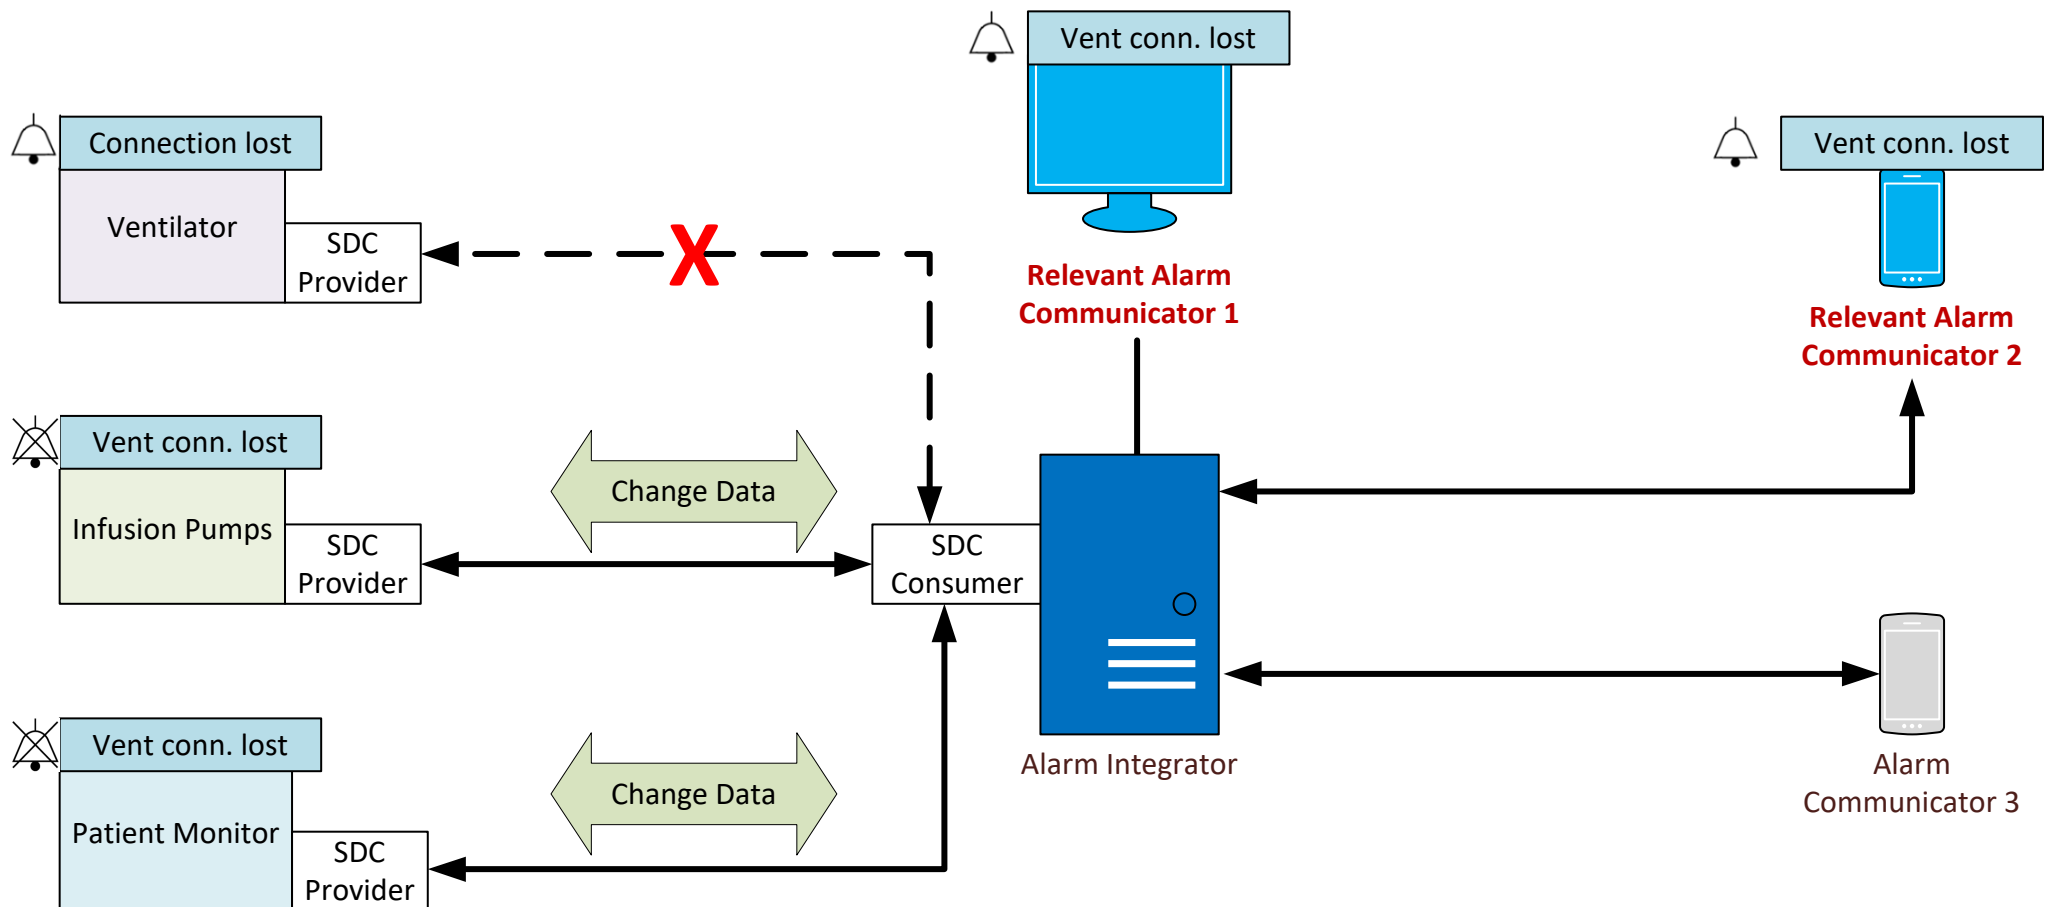 Vent conn. lost
Connection lost
Vent conn. lost
Ventilator
SDC
Provider
X
Relevant Alarm
Communicator 1
Relevant Alarm
Communicator 2
Vent conn. lost
Change Data
Infusion Pumps
SDC
Provider
SDC
Consumer
Vent conn. lost
Change Data
Alarm Integrator
Alarm
Communicator 3
Patient Monitor
SDC
Provider